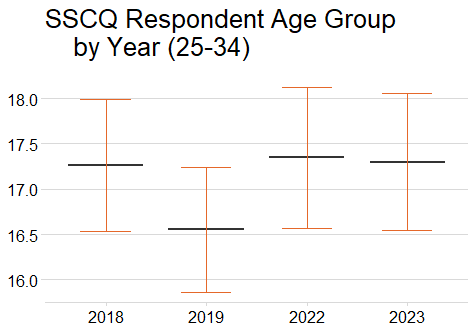 SSCQ Respondent Age Group
by Year (25-34)
18.0
17.5
17.0
16.5
16.0
2018 2019 2022 2023